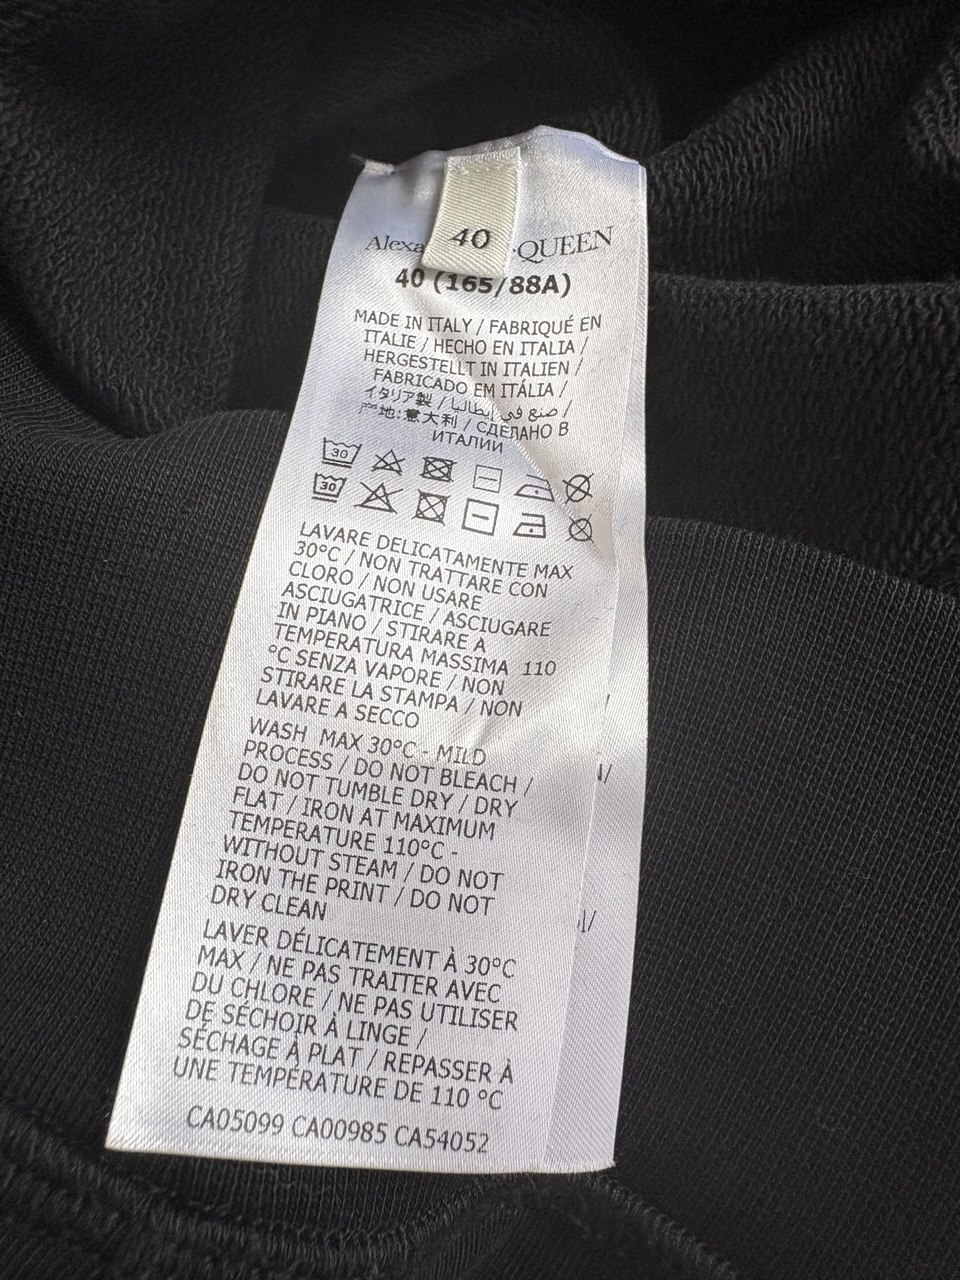 40
Alexa QUEEN
40 (165/88A)
MADE IN ITALY / FABRIQUÉ EN
ITALIE / HECHO EN ITALIA /
HERGESTELLT IN ITALIEN /
FABRICADO EM ITÁLIA /
イタリア製 / صنع في إيطاليا /
产地:意大利 / СДЕЛАНО В
ИТАЛИИ
30
30
LAVARE DELICATAMENTE MAX
30°C / NON TRATTARE CON
CLORO / NON USARE
ASCIUGATRICE / ASCIUGARE
IN PIANO / STIRARE A
TEMPERATURA MASSIMA 110
°C SENZA VAPORE / NON
STIRARE LA STAMPA / NON
LAVARE A SECCO
WASH MAX 30°C - MILD
PROCESS / DO NOT BLEACH /
DO NOT TUMBLE DRY / DRY
FLAT / IRON AT MAXIMUM
TEMPERATURE 110°C -
WITHOUT STEAM / DO NOT
IRON THE PRINT / DO NOT
DRY CLEAN
LAVER DÉLICATEMENT À 30°C
MAX / NE PAS TRAITER AVEC
DU CHLORE / NE PAS UTILISER
DE SÉCHOIR À LINGE /
SÉCHAGE À PLAT / REPASSER À
UNE TEMPÉRATURE DE 110 °C
CA05099 CA00985 CA54052